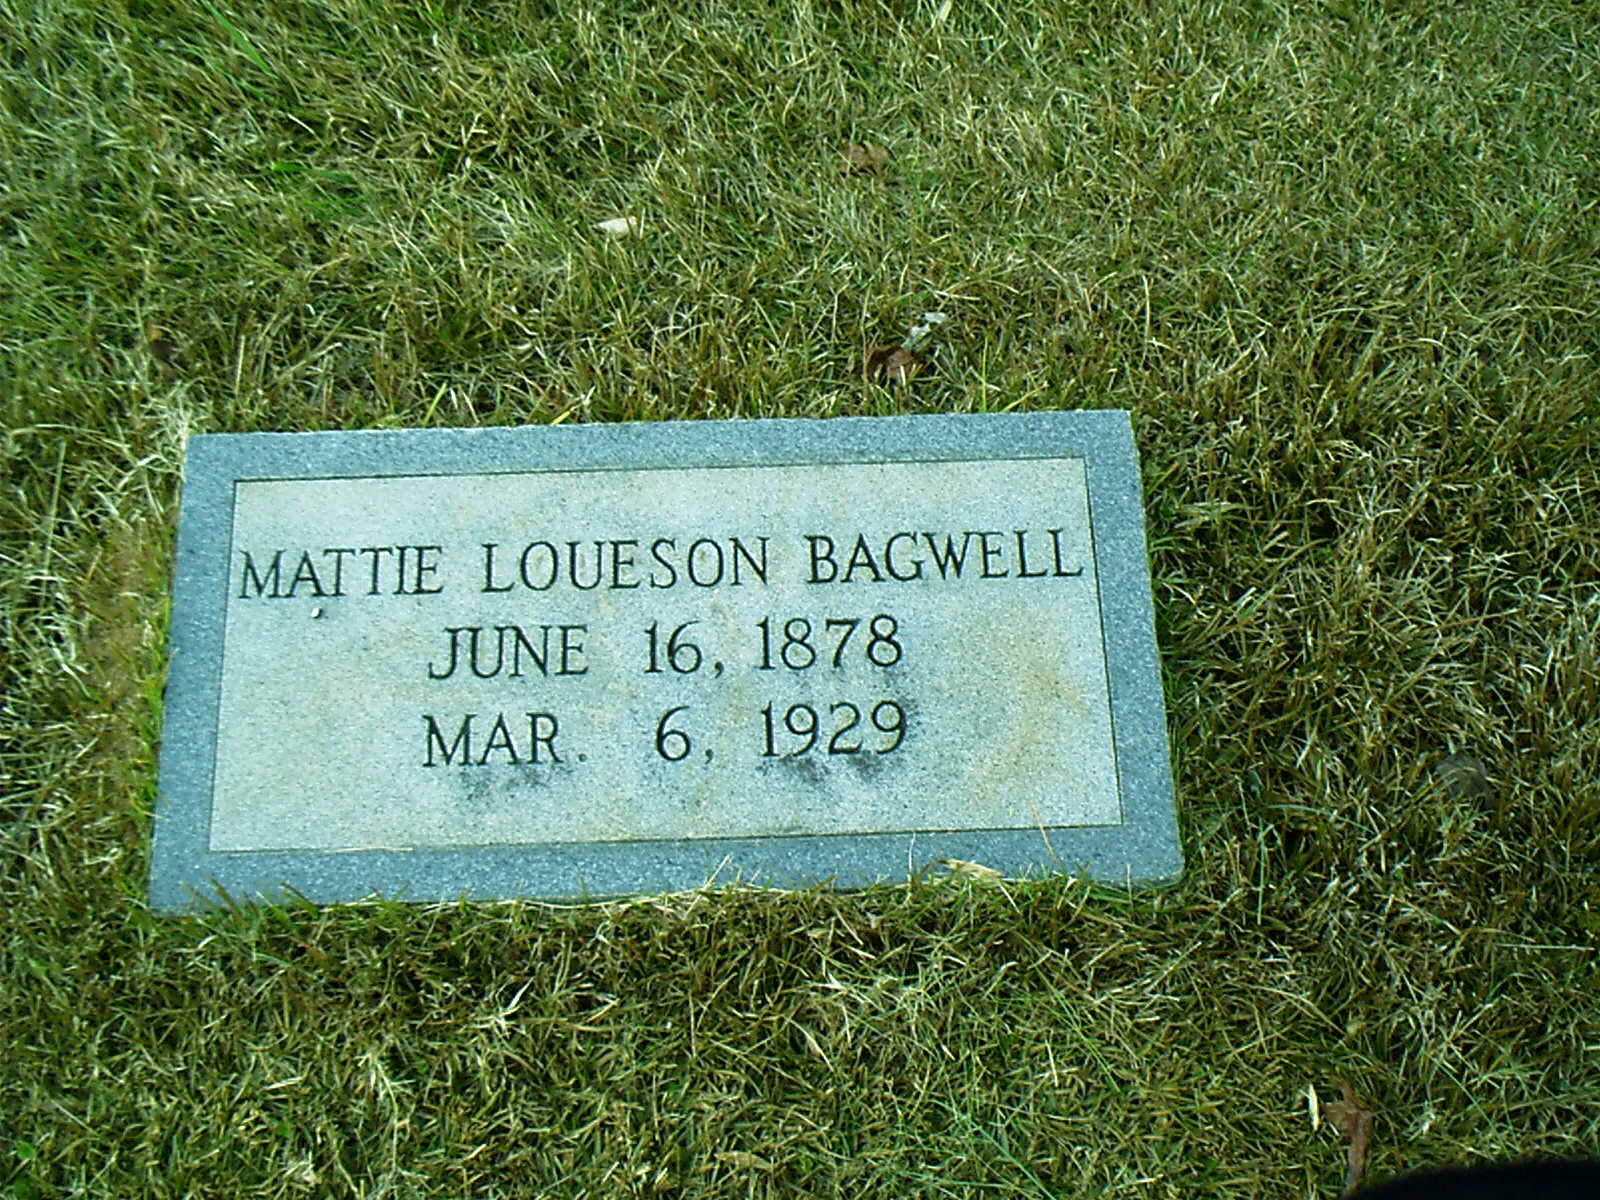 MATTIE LOUESON BAGWELL
JUNE 16, 1878
MAR. 6, 1929